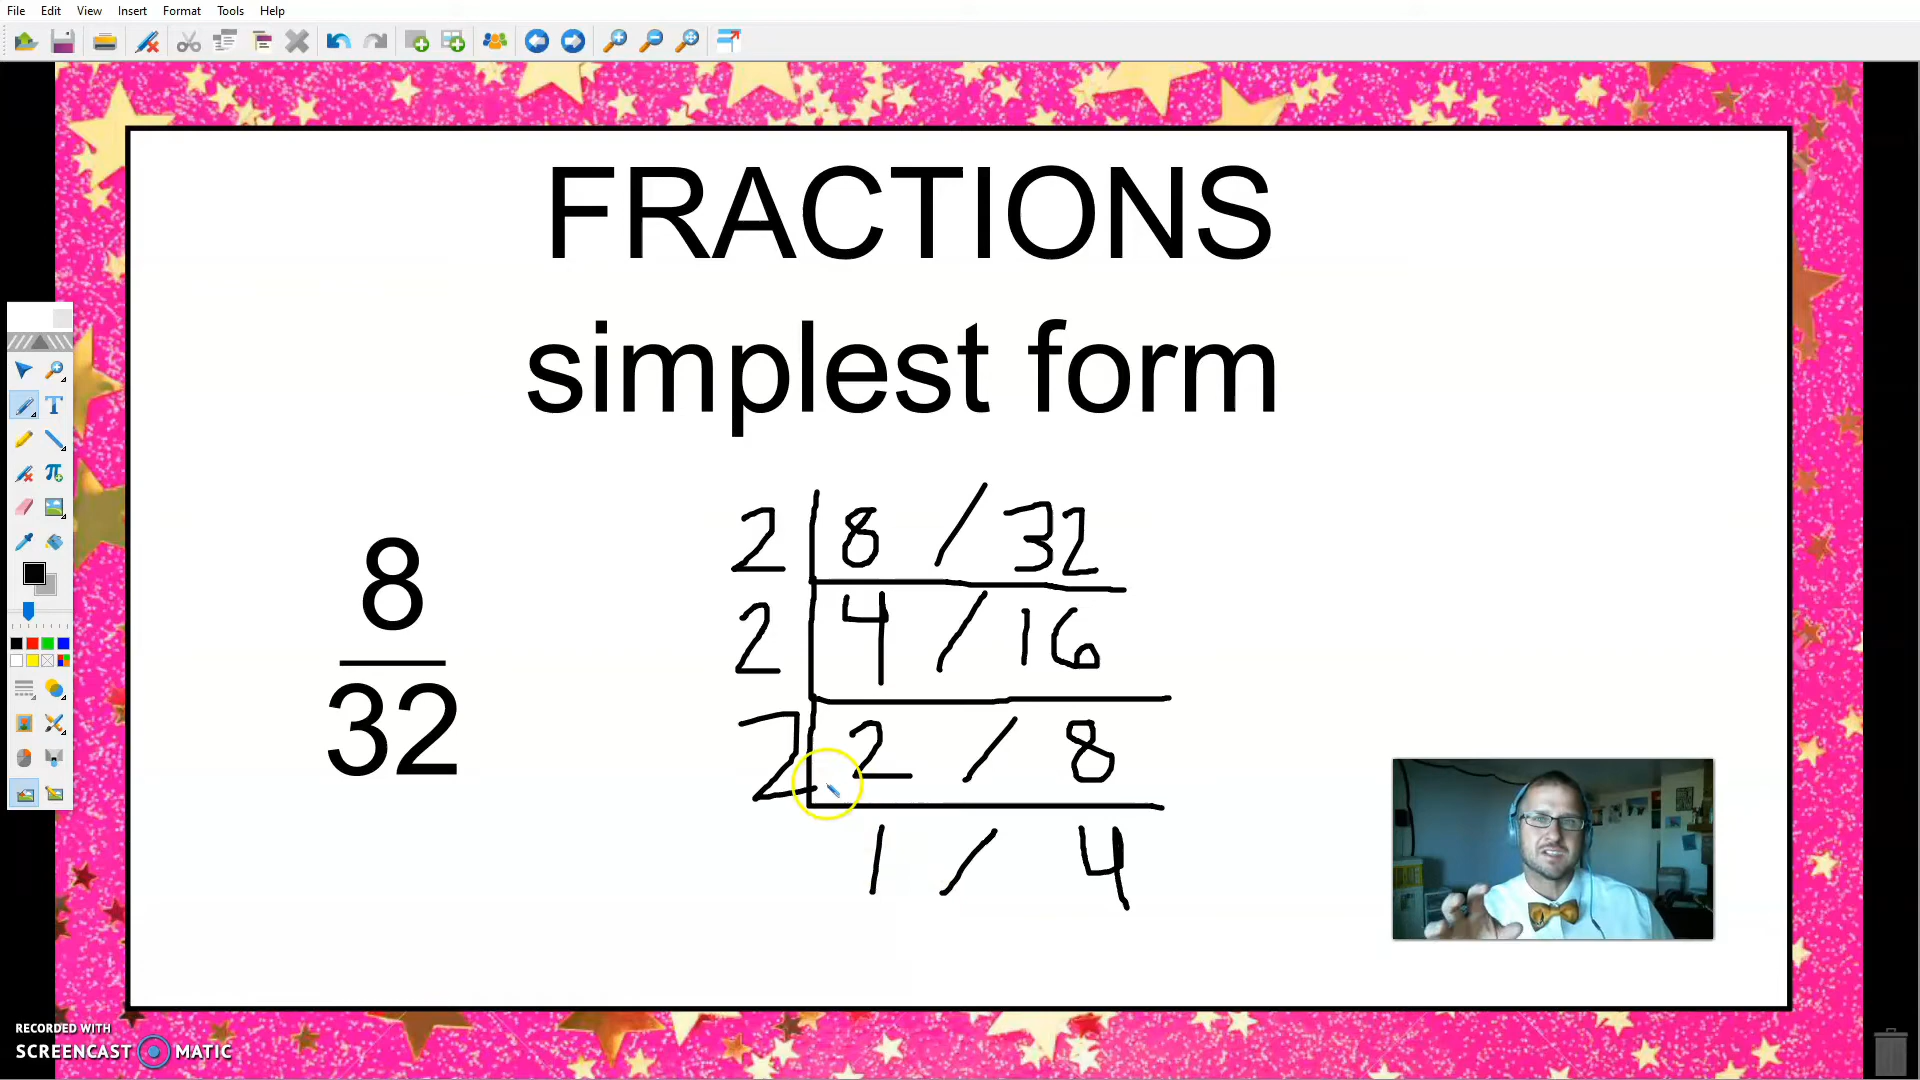 File Edit View Insert Format Tools Help
FRACTIONS
simplest form
8
32
2 8 / 32
2 4 / 16
2 2 / 8
1 / 4
RECORDED WITH
SCREENCAST MATIC